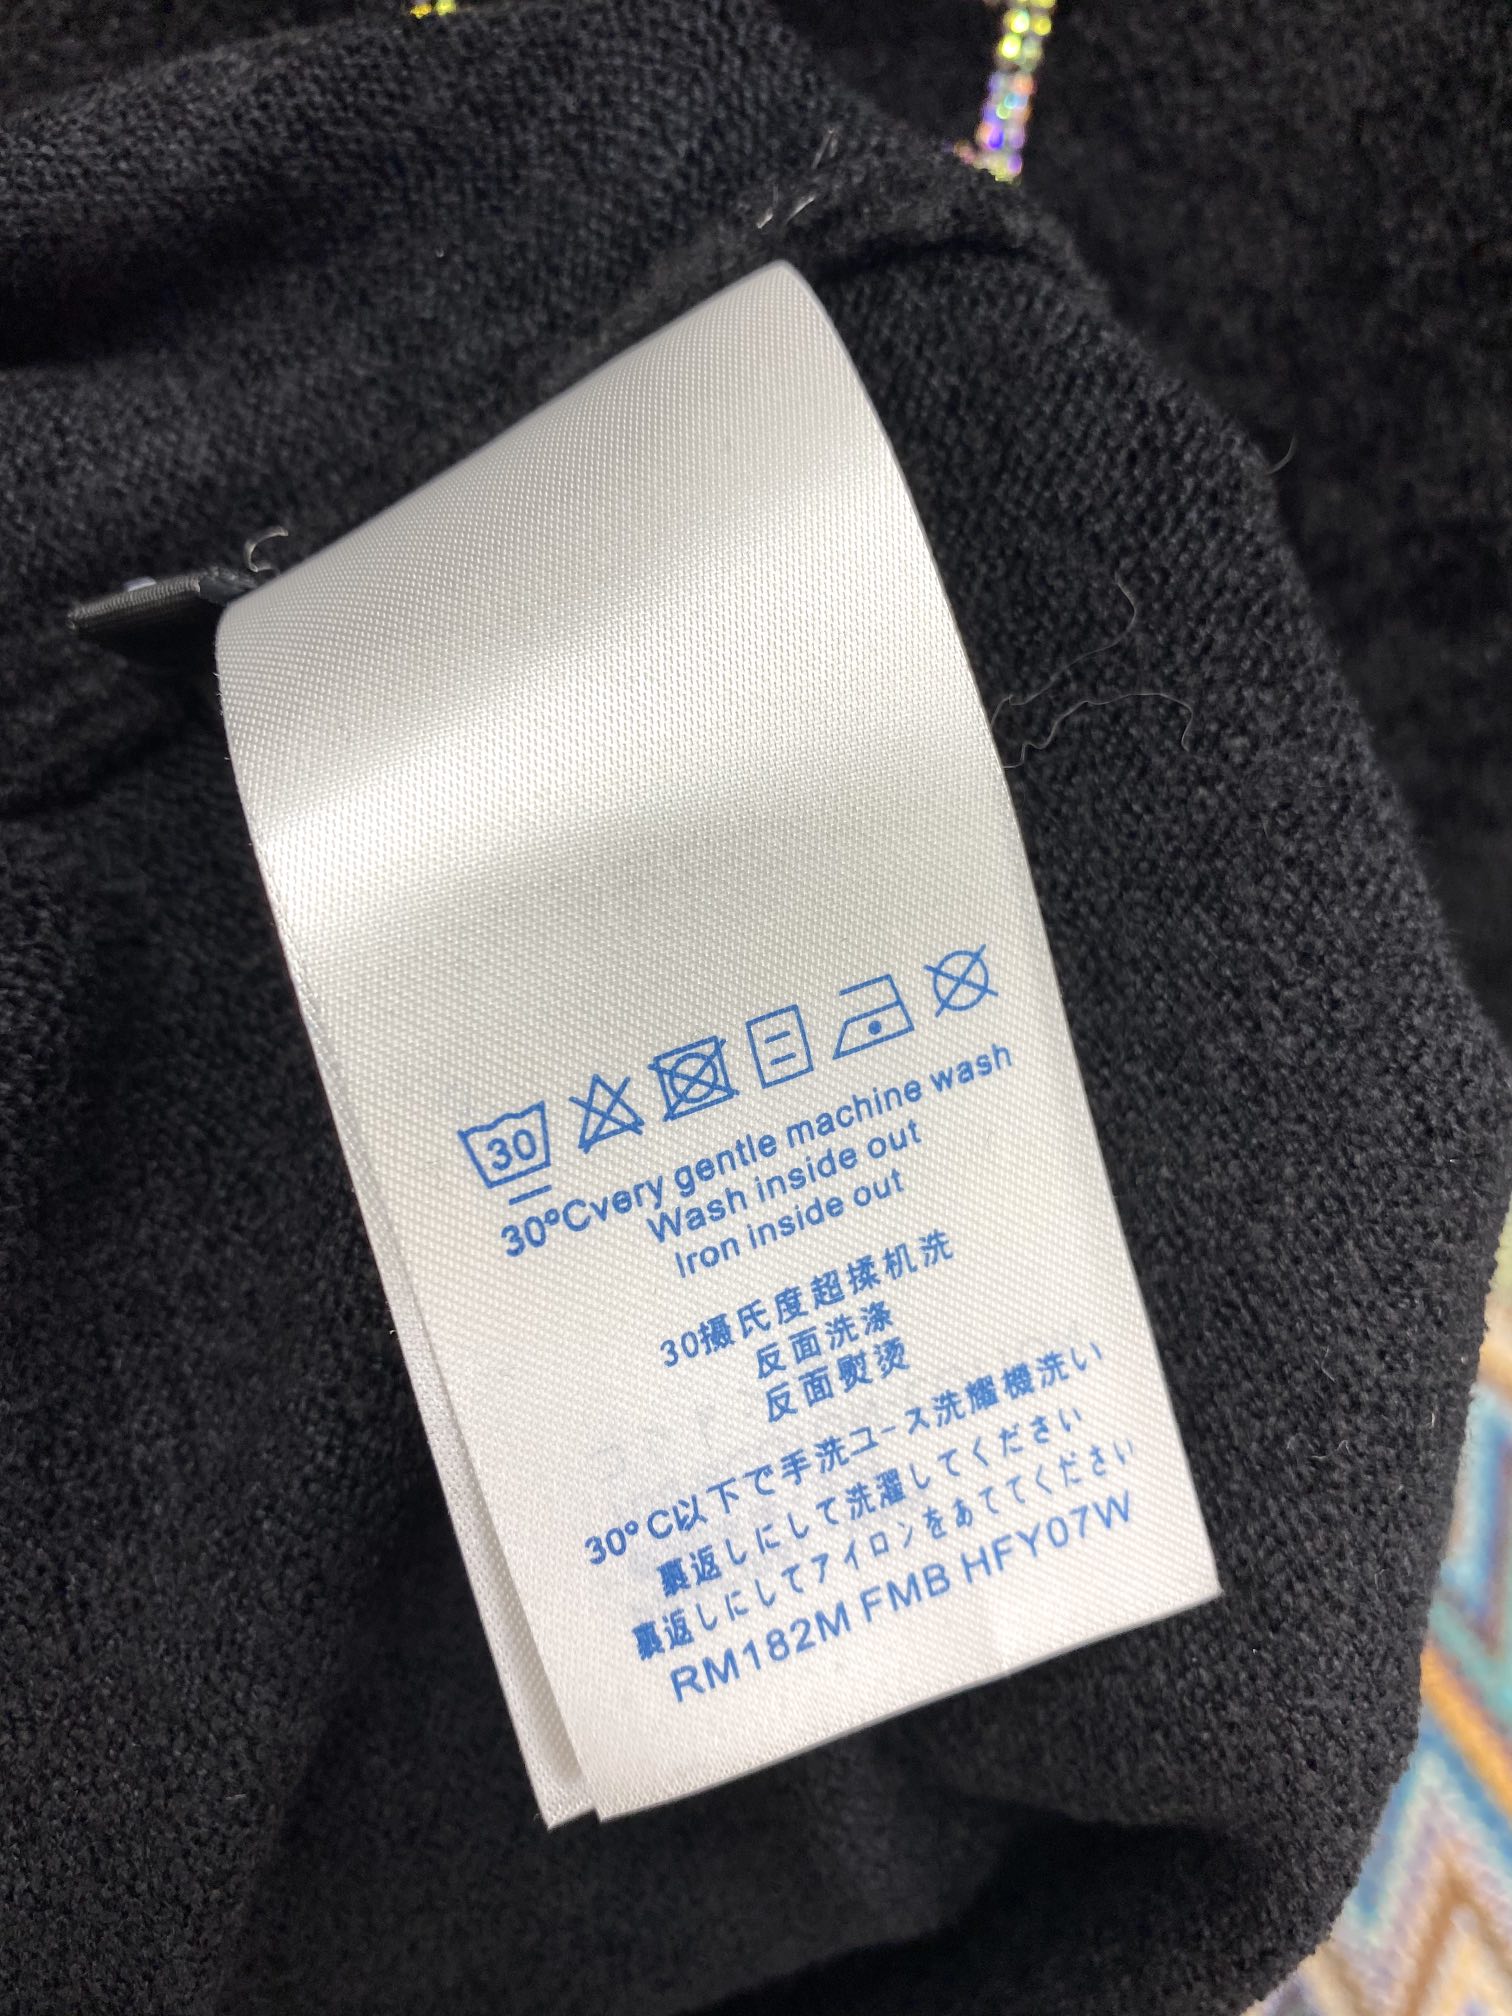 30
30°Cvery gentle machine wash
Wash inside out
Iron inside out
30摄氏度超揉机洗
反面洗涤
反面熨烫
30°C以下で手洗ユース洗耀機洗い
裏返しにして洗濯してください
裏返しにしてアイロンをあててください
RM182M FMB HFY07W